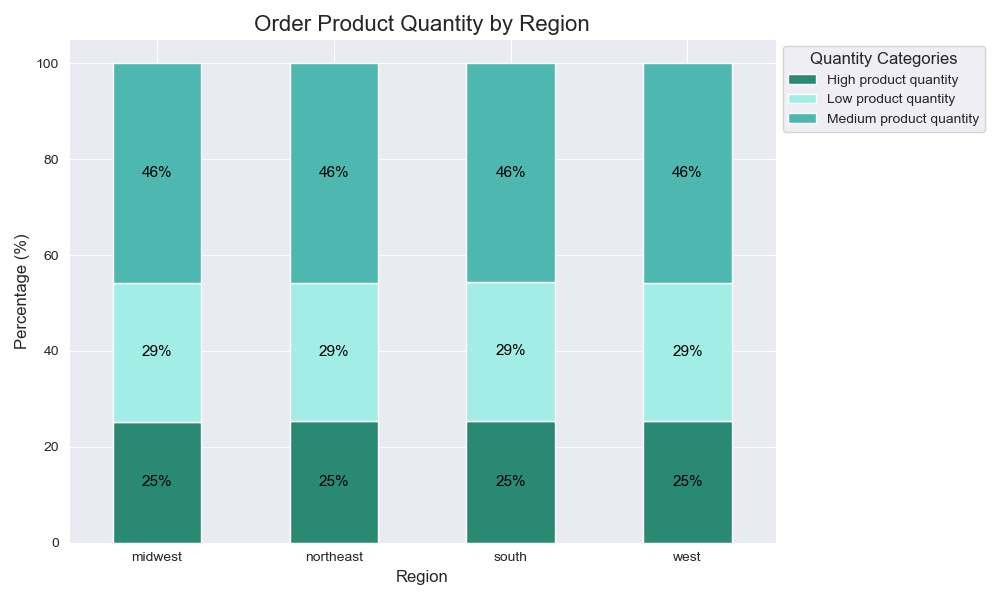 Order Product Quantity by Region
Quantity Categories
High product quantity
Low product quantity
Medium product quantity
Percentage (%)
100
80
60
40
20
0
46%
46%
46%
46%
29%
29%
29%
29%
25%
25%
25%
25%
midwest
northeast
south
west
Region